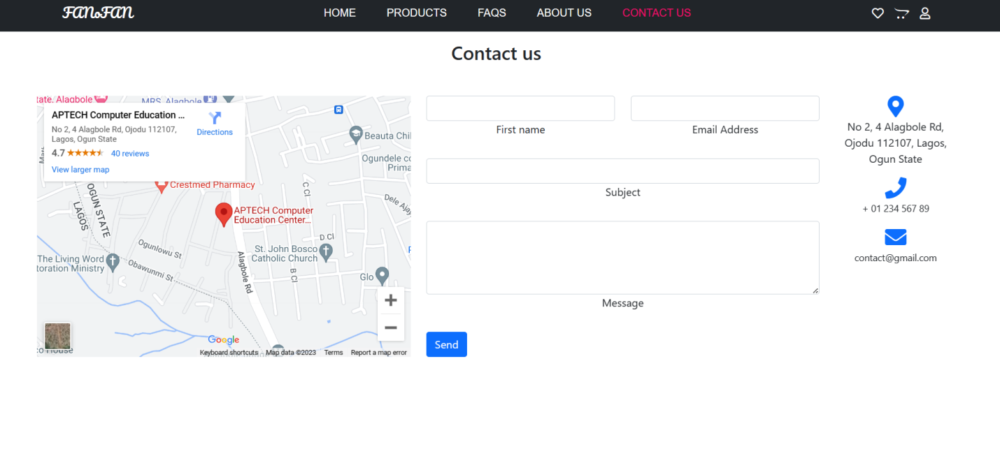 FANoFAN
HOME
PRODUCTS
FAQS
ABOUT US
CONTACT US
Contact us
Alagbole
MRS, Alagbole
APTECH Computer Education ...
Directions
No 2, 4 Alagbole Rd, Ojodu 112107,
Lagos, Ogun State
4.7
40 reviews
View larger map
Beauta Chil
Ogundele
Prima
Crestmed Pharmacy
C Cl
Dele Ajay
OGUN STATE
LAGOS
APTECH Computer
Education Center...
D Cl
Ogunlowu St
St. John Bosco
Catholic Church
The Living Word
toration Ministry
Obawunmi St
Alagbole Rd
B Cl
Glo
Google
Keyboard shortcuts
Map data ©2023
Terms
Report a map error
First name
Email Address
Subject
Message
Send
No 2, 4 Alagbole Rd,
Ojodu 112107, Lagos,
Ogun State
+ 01 234 567 89
contact@gmail.com